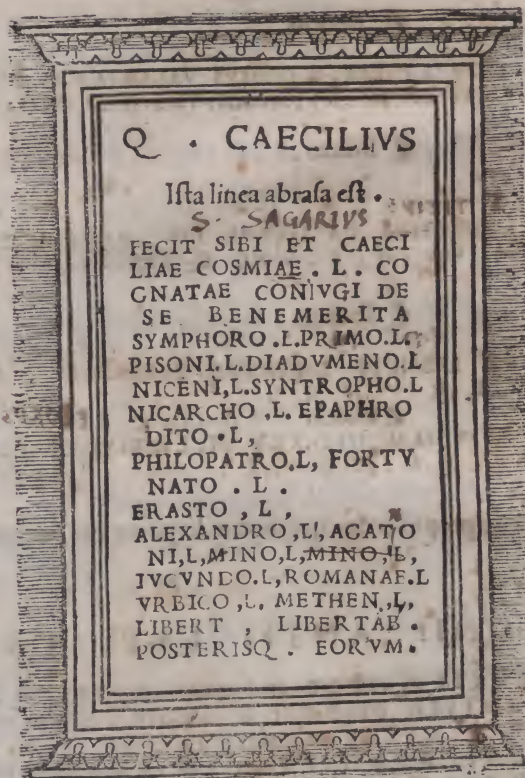 Q . CAECILIVS
Ista linea abrasa est .
S. SAGARIVS
FECIT SIBI ET CAECI
LIAE COSMIAE . L . CO
GNATAE CONIVGI DE
SE BENEMERITA
SYMPHORO .L.PRIMO.L.
PISONI.L.DIADVMENO.L
NICENI,L.SYNTROPHO.L
NICARCHO .L. EPAPHRO
DITO .L,
PHILOPATRO.L, FORTV
NATO . L .
ERASTO , L ,
ALEXANDRO ,L', AGATO
NI,L,MINO,L,MINO,L,
IVCVNDO.L,ROMANAE.L
VRBICO ,L. METHEN,,L,
LIBERT , LIBERTAB .
POSTERISQ . EORVM.